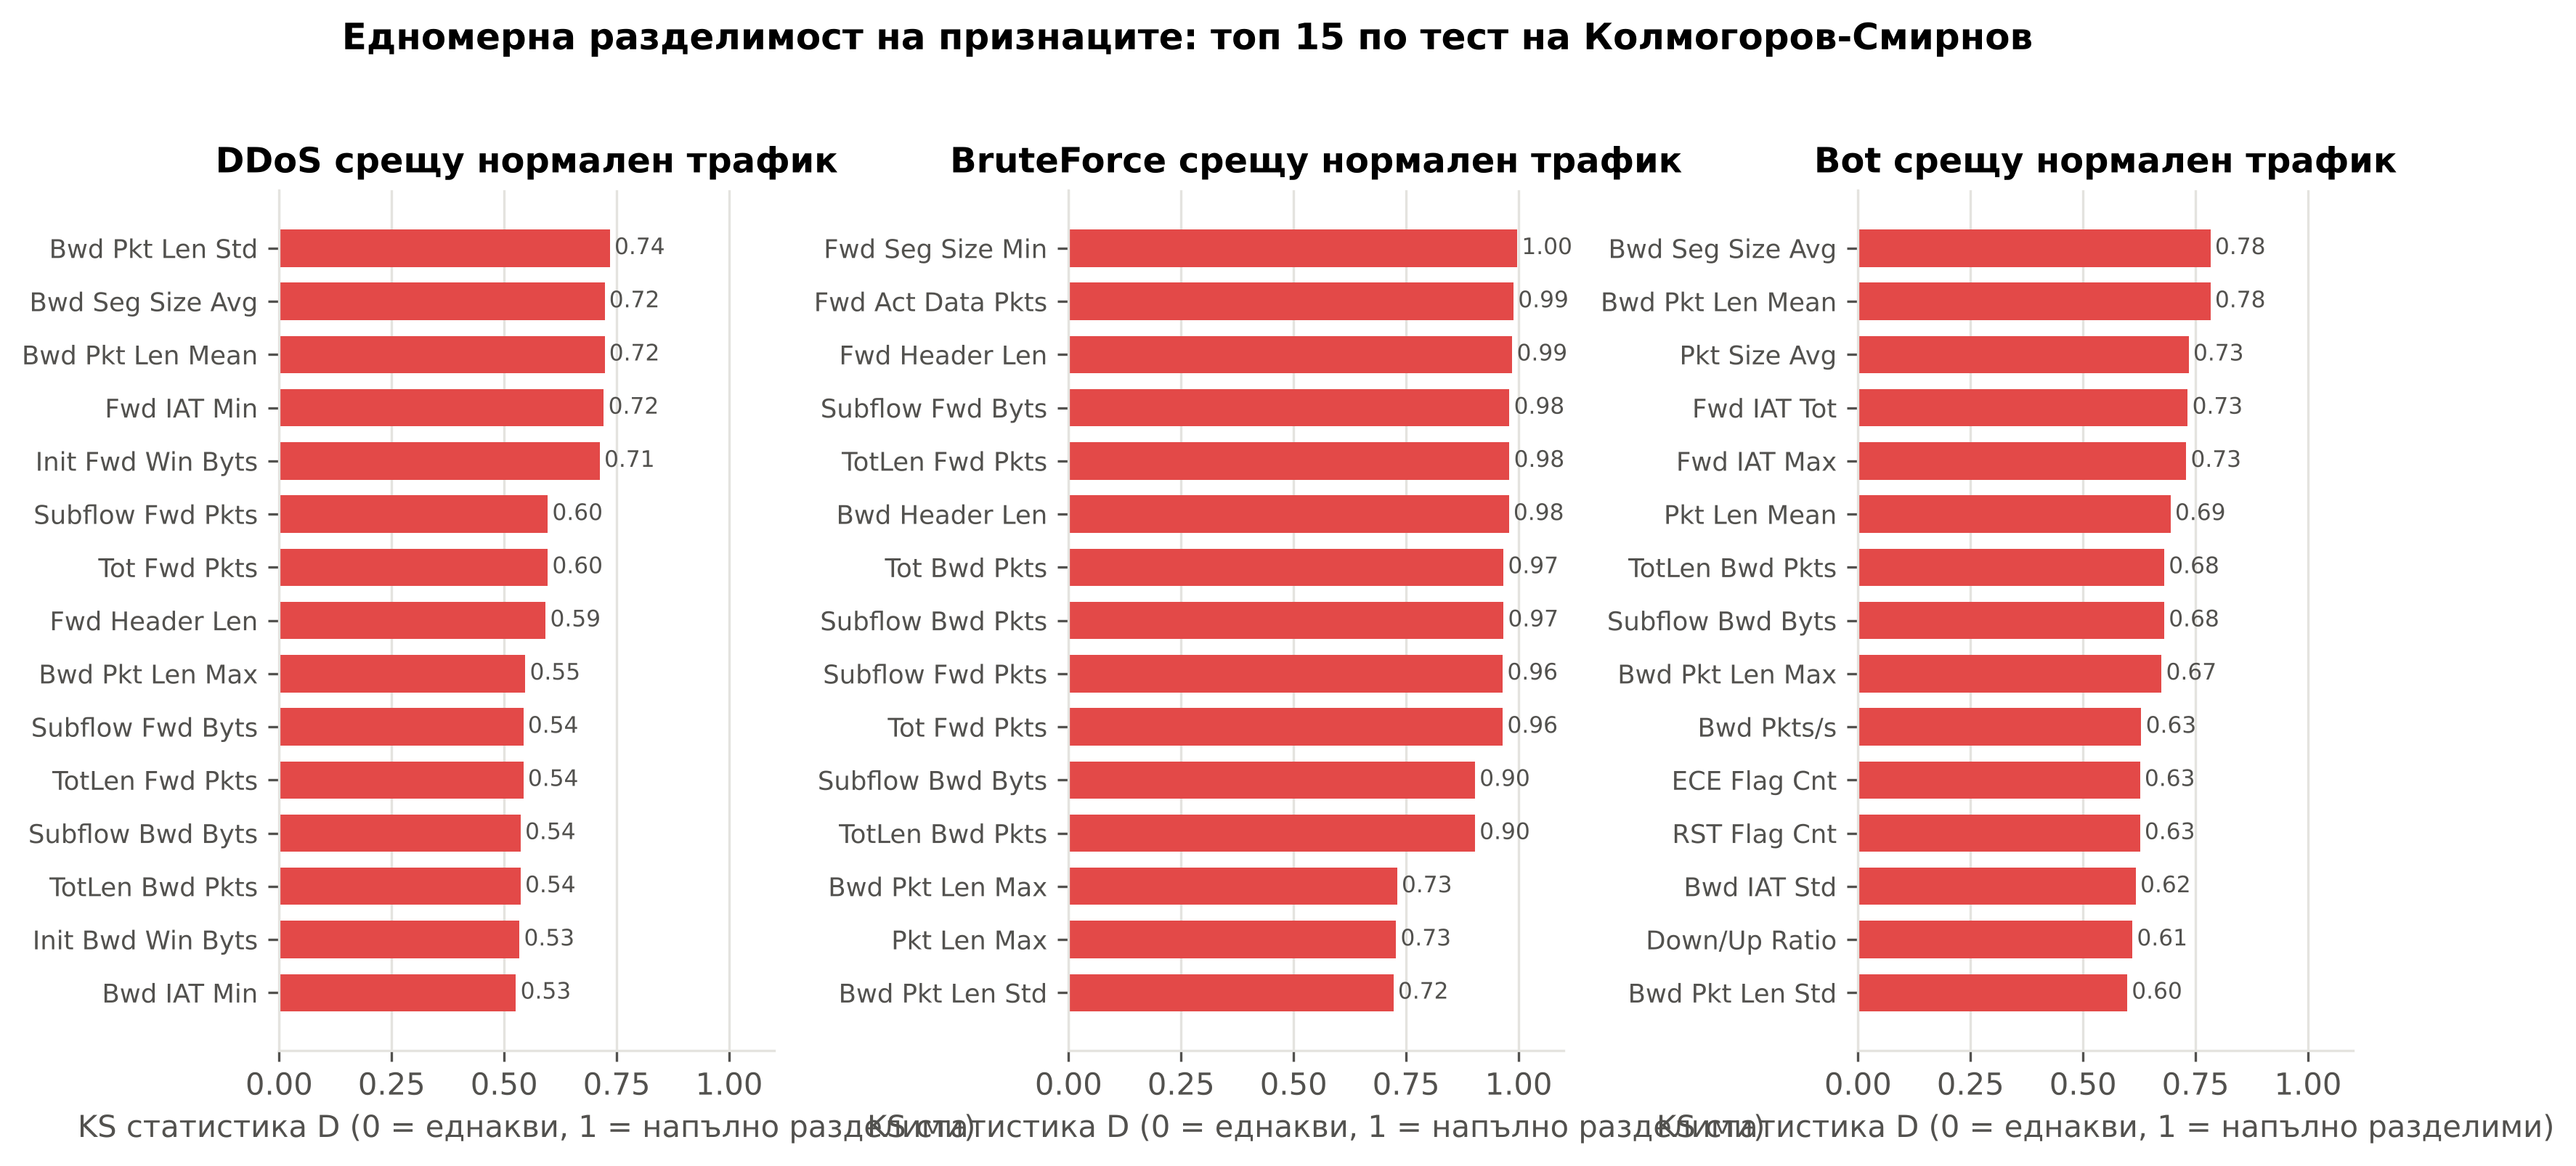 Едномерна разделимост на признаците: топ 15 по тест на Колмогоров-Смирнов
DDoS срещу нормален трафик
Bwd Pkt Len Std 0.74
Bwd Seg Size Avg 0.72
Bwd Pkt Len Mean 0.72
Fwd IAT Min 0.72
Init Fwd Win Byts 0.71
Subflow Fwd Pkts 0.60
Tot Fwd Pkts 0.60
Fwd Header Len 0.59
Bwd Pkt Len Max 0.55
Subflow Fwd Byts 0.54
TotLen Fwd Pkts 0.54
Subflow Bwd Byts 0.54
TotLen Bwd Pkts 0.54
Init Bwd Win Byts 0.53
Bwd IAT Min 0.53
0.00 0.25 0.50 0.75 1.00
KS статистика D (0 = еднакви, 1 = напълно разделими)
BruteForce срещу нормален трафик
Fwd Seg Size Min 1.00
Fwd Act Data Pkts 0.99
Fwd Header Len 0.99
Subflow Fwd Byts 0.98
TotLen Fwd Pkts 0.98
Bwd Header Len 0.98
Tot Bwd Pkts 0.97
Subflow Bwd Pkts 0.97
Subflow Fwd Pkts 0.96
Tot Fwd Pkts 0.96
Subflow Bwd Byts 0.90
TotLen Bwd Pkts 0.90
Bwd Pkt Len Max 0.73
Pkt Len Max 0.73
Bwd Pkt Len Std 0.72
0.00 0.25 0.50 0.75 1.00
KS статистика D (0 = еднакви, 1 = напълно разделими)
Bot срещу нормален трафик
Bwd Seg Size Avg 0.78
Bwd Pkt Len Mean 0.78
Pkt Size Avg 0.73
Fwd IAT Tot 0.73
Fwd IAT Max 0.73
Pkt Len Mean 0.69
TotLen Bwd Pkts 0.68
Subflow Bwd Byts 0.68
Bwd Pkt Len Max 0.67
Bwd Pkts/s 0.63
ECE Flag Cnt 0.63
RST Flag Cnt 0.63
Bwd IAT Std 0.62
Down/Up Ratio 0.61
Bwd Pkt Len Std 0.60
0.00 0.25 0.50 0.75 1.00
KS статистика D (0 = еднакви, 1 = напълно разделими)